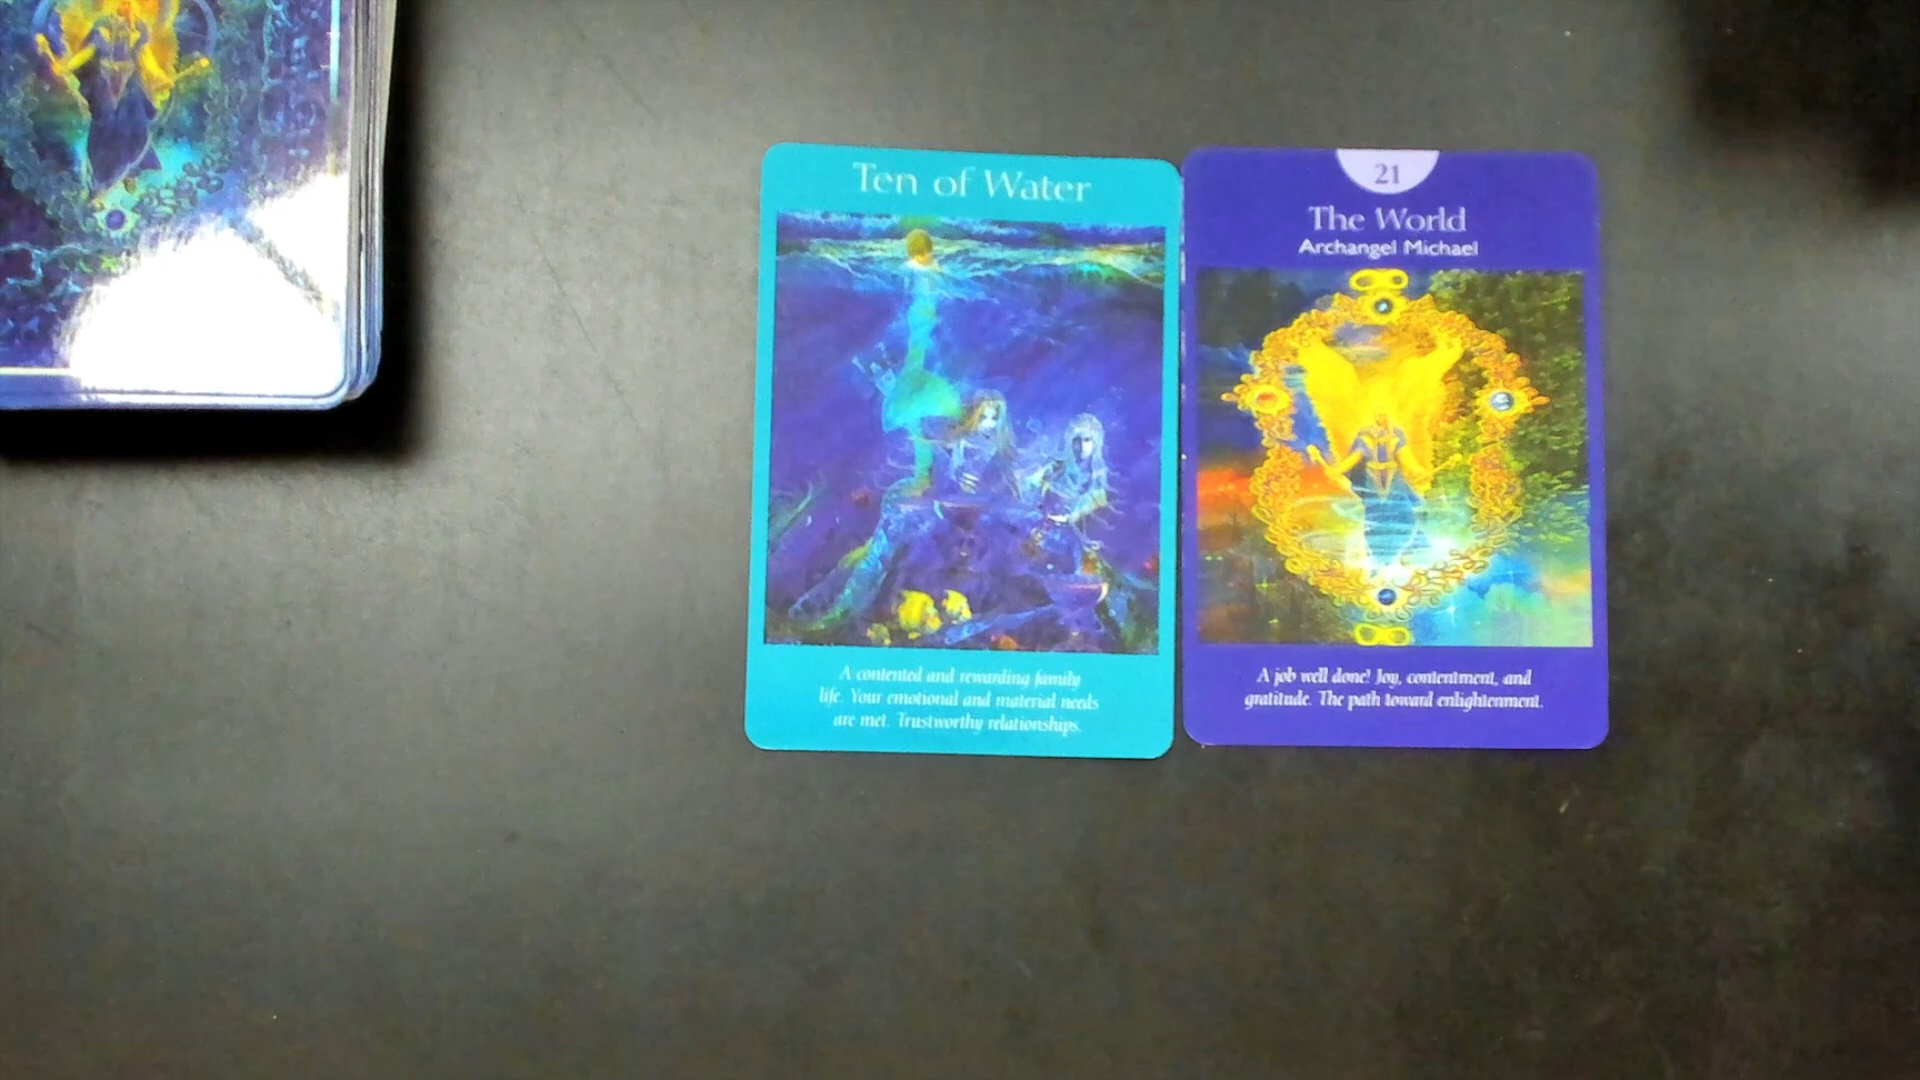 Ten of Water
A contented and rewarding family
life. Your emotional and material needs
are met. Trustworthy relationships.
21
The World
Archangel Michael
A job well done! Joy, contentment, and
gratitude. The path toward enlightenment.